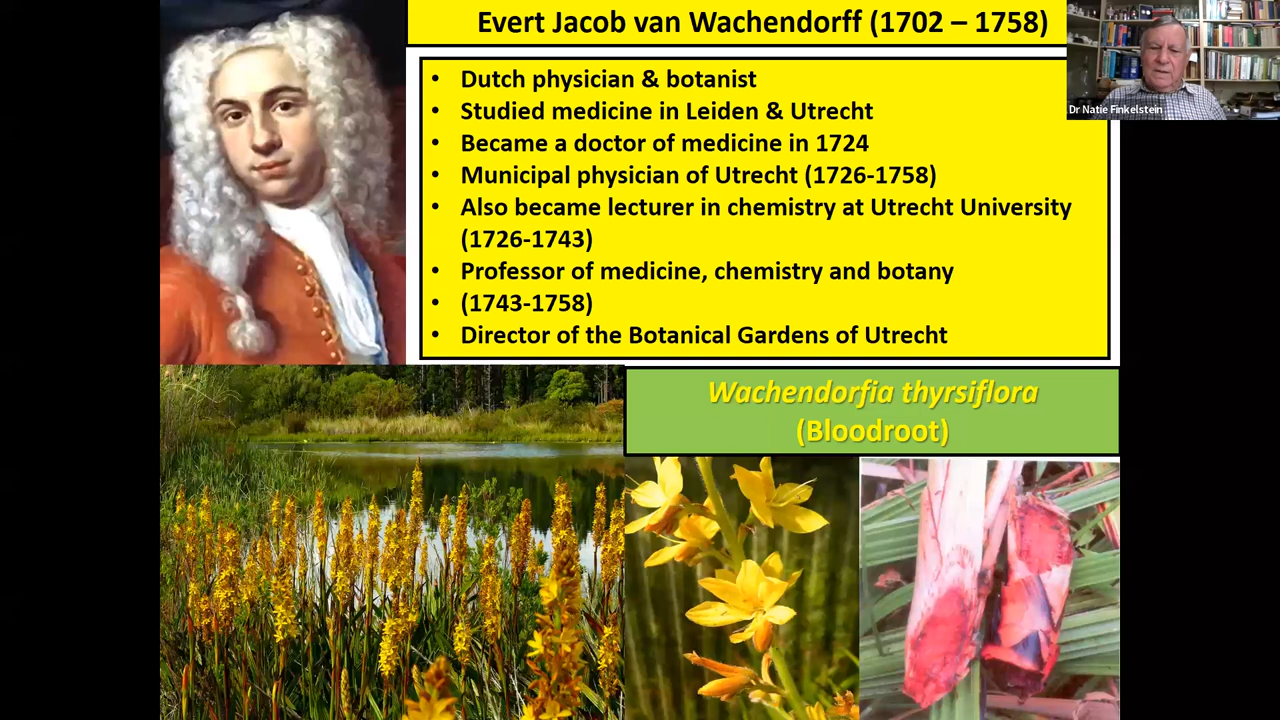 Evert Jacob van Wachendorff (1702 – 1758)
• Dutch physician & botanist
• Studied medicine in Leiden & Utrecht
• Became a doctor of medicine in 1724
• Municipal physician of Utrecht (1726-1758)
• Also became lecturer in chemistry at Utrecht University
(1726-1743)
• Professor of medicine, chemistry and botany
• (1743-1758)
• Director of the Botanical Gardens of Utrecht
Dr Natie Finkelstein
Wachendorfia thyrsiflora
(Bloodroot)